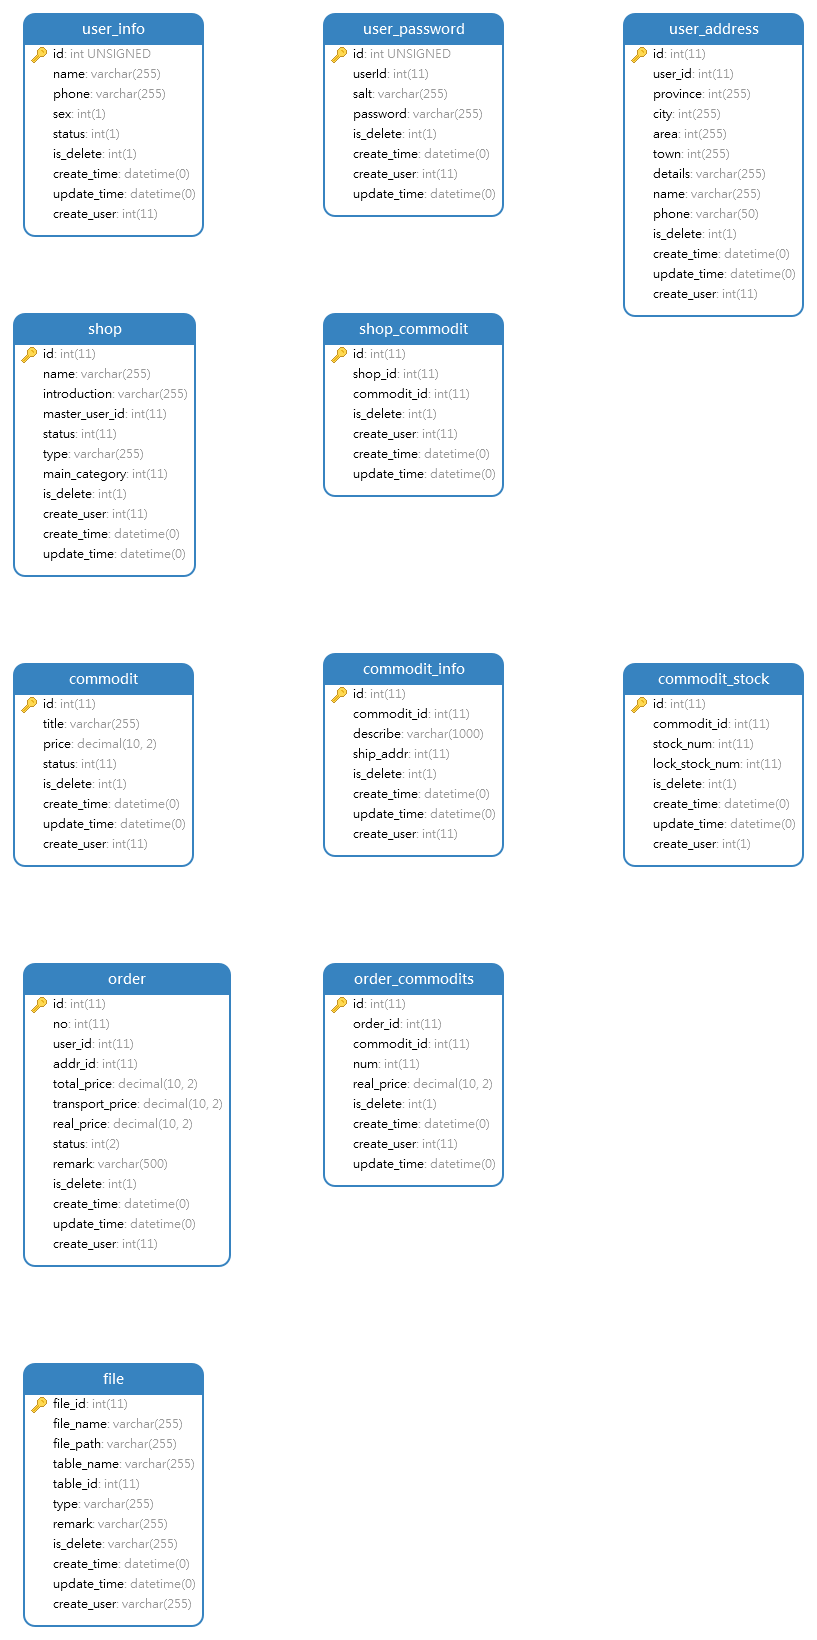 user_info
id: int UNSIGNED
name: varchar(255)
phone: varchar(255)
sex: int(1)
status: int(1)
is_delete: int(1)
create_time: datetime(0)
update_time: datetime(0)
create_user: int(11)
user_password
id: int UNSIGNED
userId: int(11)
salt: varchar(255)
password: varchar(255)
is_delete: int(1)
create_time: datetime(0)
create_user: int(11)
update_time: datetime(0)
user_address
id: int(11)
user_id: int(11)
province: int(255)
city: int(255)
area: int(255)
town: int(255)
details: varchar(255)
name: varchar(255)
phone: varchar(50)
is_delete: int(1)
create_time: datetime(0)
update_time: datetime(0)
create_user: int(11)
shop
id: int(11)
name: varchar(255)
introduction: varchar(255)
master_user_id: int(11)
status: int(11)
type: varchar(255)
main_category: int(11)
is_delete: int(1)
create_user: int(11)
create_time: datetime(0)
update_time: datetime(0)
shop_commodit
id: int(11)
shop_id: int(11)
commodit_id: int(11)
is_delete: int(1)
create_user: int(11)
create_time: datetime(0)
update_time: datetime(0)
commodit
id: int(11)
title: varchar(255)
price: decimal(10, 2)
status: int(11)
is_delete: int(1)
create_time: datetime(0)
update_time: datetime(0)
create_user: int(11)
commodit_info
id: int(11)
commodit_id: int(11)
describe: varchar(1000)
ship_addr: int(11)
is_delete: int(1)
create_time: datetime(0)
update_time: datetime(0)
create_user: int(11)
commodit_stock
id: int(11)
commodit_id: int(11)
stock_num: int(11)
lock_stock_num: int(11)
is_delete: int(1)
create_time: datetime(0)
update_time: datetime(0)
create_user: int(1)
order
id: int(11)
no: int(11)
user_id: int(11)
addr_id: int(11)
total_price: decimal(10, 2)
transport_price: decimal(10, 2)
real_price: decimal(10, 2)
status: int(2)
remark: varchar(500)
is_delete: int(1)
create_time: datetime(0)
update_time: datetime(0)
create_user: int(11)
order_commodits
id: int(11)
order_id: int(11)
commodit_id: int(11)
num: int(11)
real_price: decimal(10, 2)
is_delete: int(1)
create_time: datetime(0)
create_user: int(11)
update_time: datetime(0)
file
file_id: int(11)
file_name: varchar(255)
file_path: varchar(255)
table_name: varchar(255)
table_id: int(11)
type: varchar(255)
remark: varchar(255)
is_delete: varchar(255)
create_time: datetime(0)
update_time: datetime(0)
create_user: varchar(255)